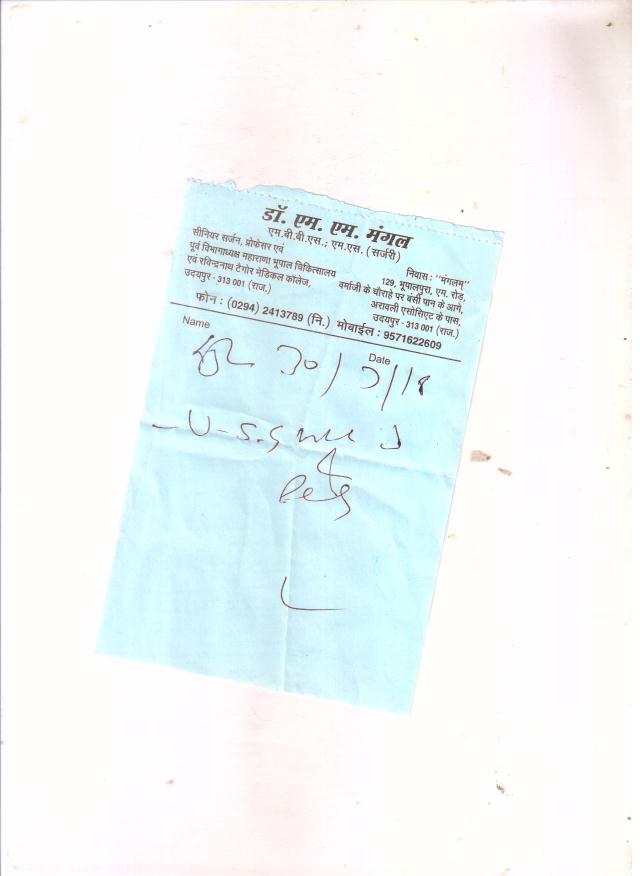 डॉ. एम. एम. मंगल
एम.बी.बी.एस.; एम.एस. (सर्जरी)
सीनियर सर्जन, प्रोफेसर एवं
पूर्व विभागाध्यक्ष महाराणा भूपाल चिकित्सालय
एवं रविन्द्रनाथ टैगोर मेडिकल कॉलेज,
उदयपुर - 313 001 (राज.)
निवास : "मंगलम"
129, भूपालपुरा, एम. रोड,
वर्माजी के चौराहे पर बंसी पान के आगे,
अरावली एसोसिएट के पास,
उदयपुर - 313 001 (राज.)
फोन : (0294) 2413789 (नि.) मोबाईल : 9571622609
Name
Date
30/
/18
- U-S.G